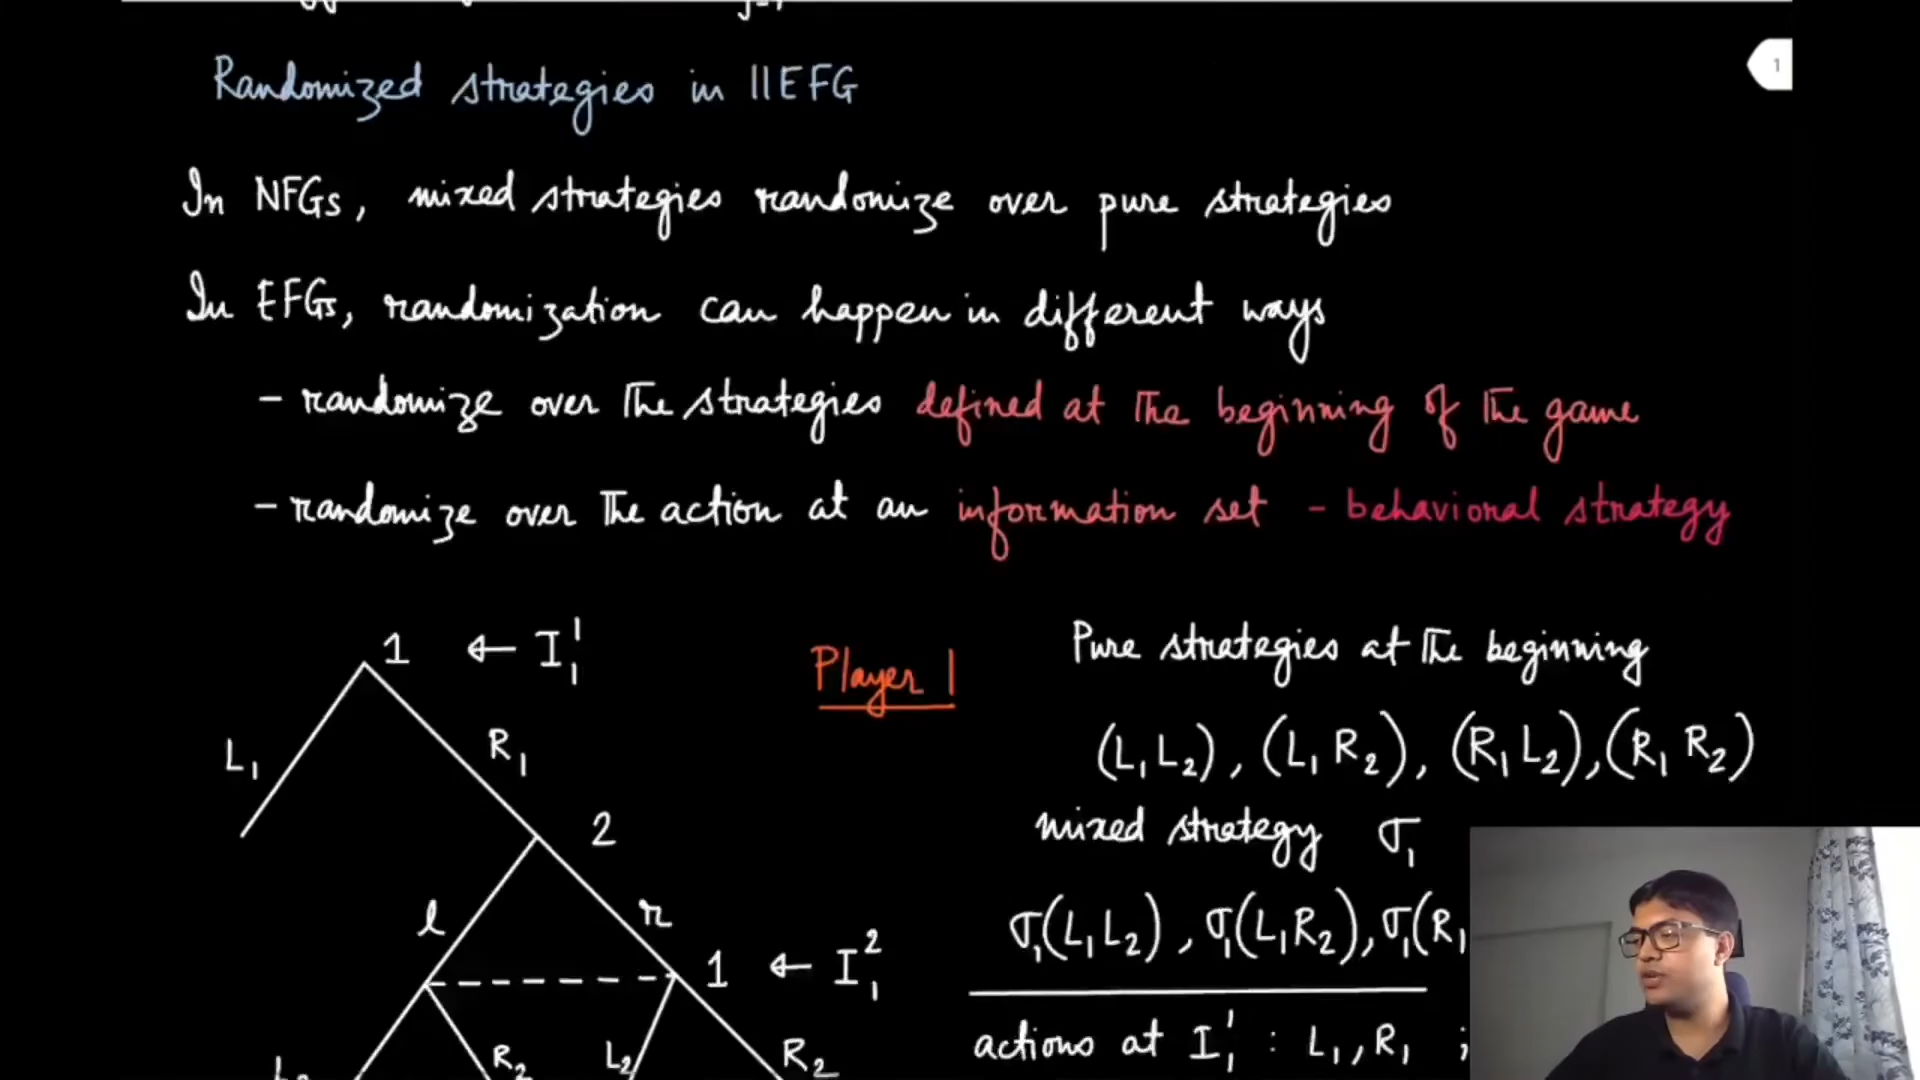 1
Randomized strategies in IIEFG
In NFGs, mixed strategies randomize over pure strategies
In EFGs, randomization can happen in different ways
- randomize over the strategies defined at the beginning of the game
- randomize over the action at an information set - behavioral strategy
1 ← I₁¹
L₁
R₁
2
l
r
1 ← I₁²
R₂
L₂
R₂
Player 1
Pure strategies at the beginning
(L₁L₂), (L₁R₂), (R₁L₂), (R₁R₂)
mixed strategy σ₁
σ₁(L₁L₂), σ₁(L₁R₂), σ₁(R₁
actions at I₁¹ : L₁, R₁ ;